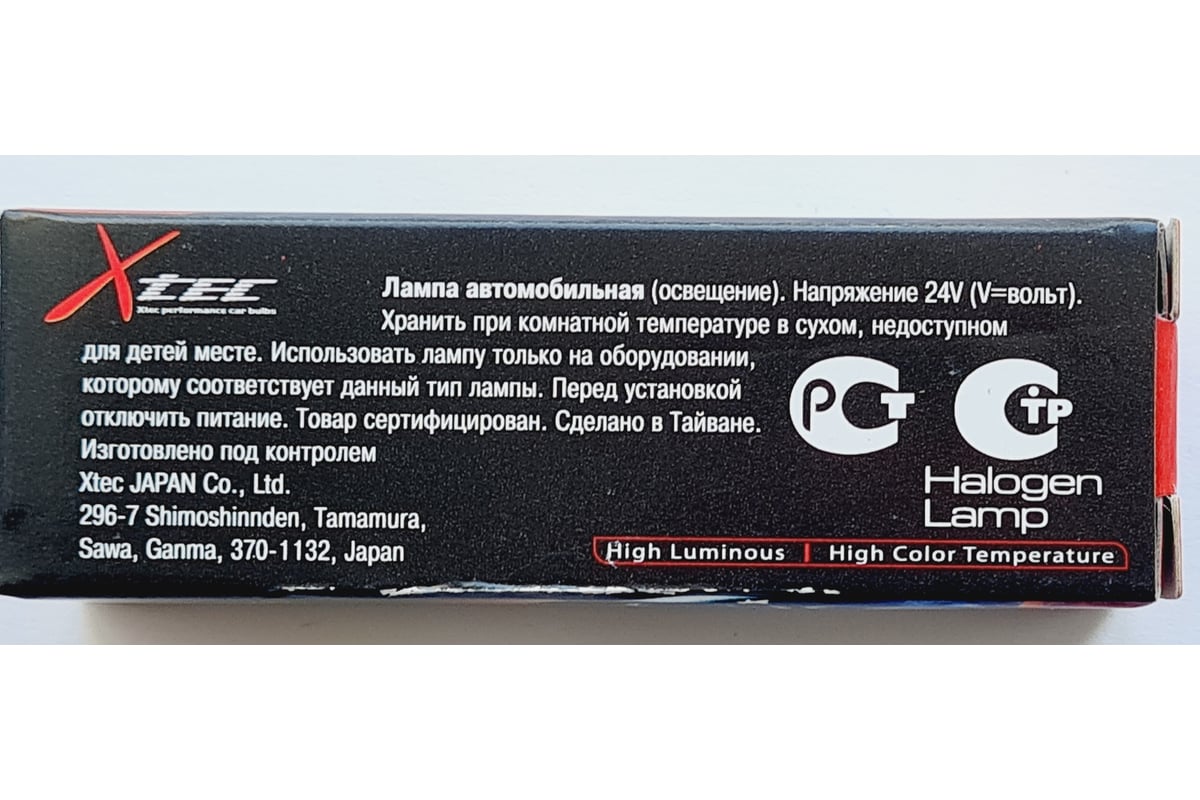 Xtec
Xtec performance car bulbs
Лампа автомобильная (освещение). Напряжение 24V (V=вольт).
Хранить при комнатной температуре в сухом, недоступном
для детей месте. Использовать лампу только на оборудовании,
которому соответствует данный тип лампы. Перед установкой
отключить питание. Товар сертифицирован. Сделано в Тайване.
Изготовлено под контролем
Xtec JAPAN Co., Ltd.
296-7 Shimoshinnden, Tamamura,
Sawa, Ganma, 370-1132, Japan
РСТ
СТР
Halogen
Lamp
High Luminous | High Color Temperature